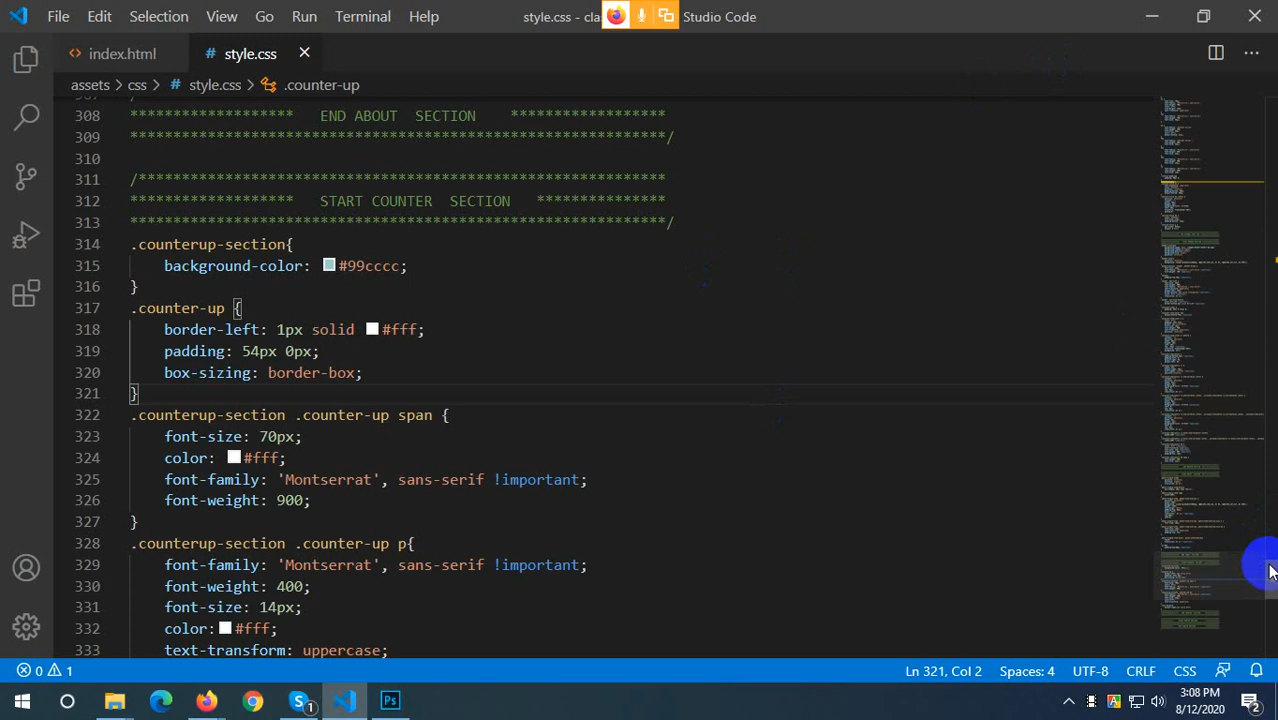 File Edit Selection View Go Run Terminal Help
style.css - cla
Studio Code
index.html
style.css
assets > css > style.css > .counter-up
308 ****************** END ABOUT SECTION ******************
309 **************************************************************/
310
311 /**************************************************************
312 ******************* START COUNTER SECTION ***************
313 **************************************************************/
314 .counterup-section{
315 background-color: #99cccc;
316 }
317 .counter-up {
318 border-left: 1px solid #fff;
319 padding: 54px 0px;
320 box-sizing: border-box;
321 }
322 .counterup-section .counter-up span {
323 font-size: 70px;
324 color: #fff;
325 font-family: 'Montserrat', sans-serif !important;
326 font-weight: 900;
327 }
328 .counterup-section .counter-up p{
329 font-family: 'Montserrat', sans-serif !important;
330 font-weight: 400;
331 font-size: 14px;
332 color: #fff;
333 text-transform: uppercase;
0 1 Ln 321, Col 2 Spaces: 4 UTF-8 CRLF CSS
Ps
1
A
3:08 PM
8/12/2020
2